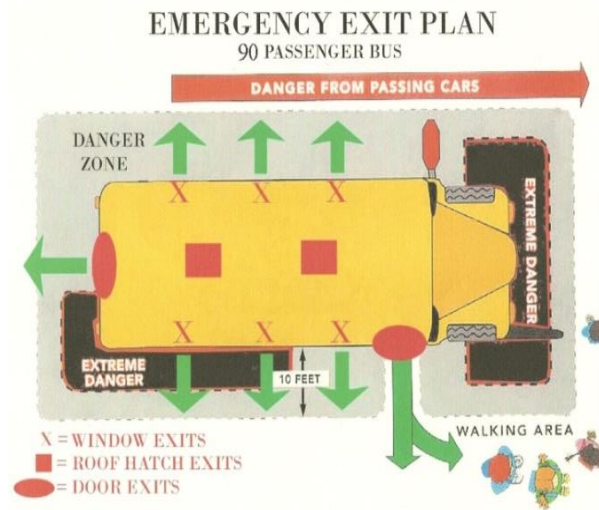 EMERGENCY EXIT PLAN
90 PASSENGER BUS
DANGER FROM PASSING CARS
DANGER
ZONE
X X X
EXTREME DANGER
X X X
EXTREME
DANGER
10 FEET
WALKING AREA
X = WINDOW EXITS
= ROOF HATCH EXITS
= DOOR EXITS